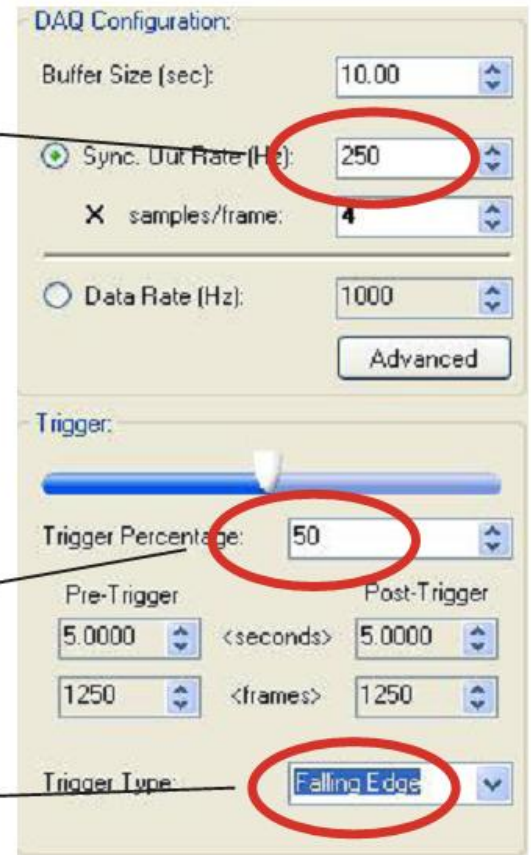 DAQ Configuration:
Buffer Size (sec): 10.00
Sync. Out Rate (Hz): 250
X samples/frame: 4
Data Rate (Hz): 1000
Advanced
Trigger:
Trigger Percentage: 50
Pre-Trigger Post-Trigger
5.0000 <seconds> 5.0000
1250 <frames> 1250
Trigger Type: Falling Edge